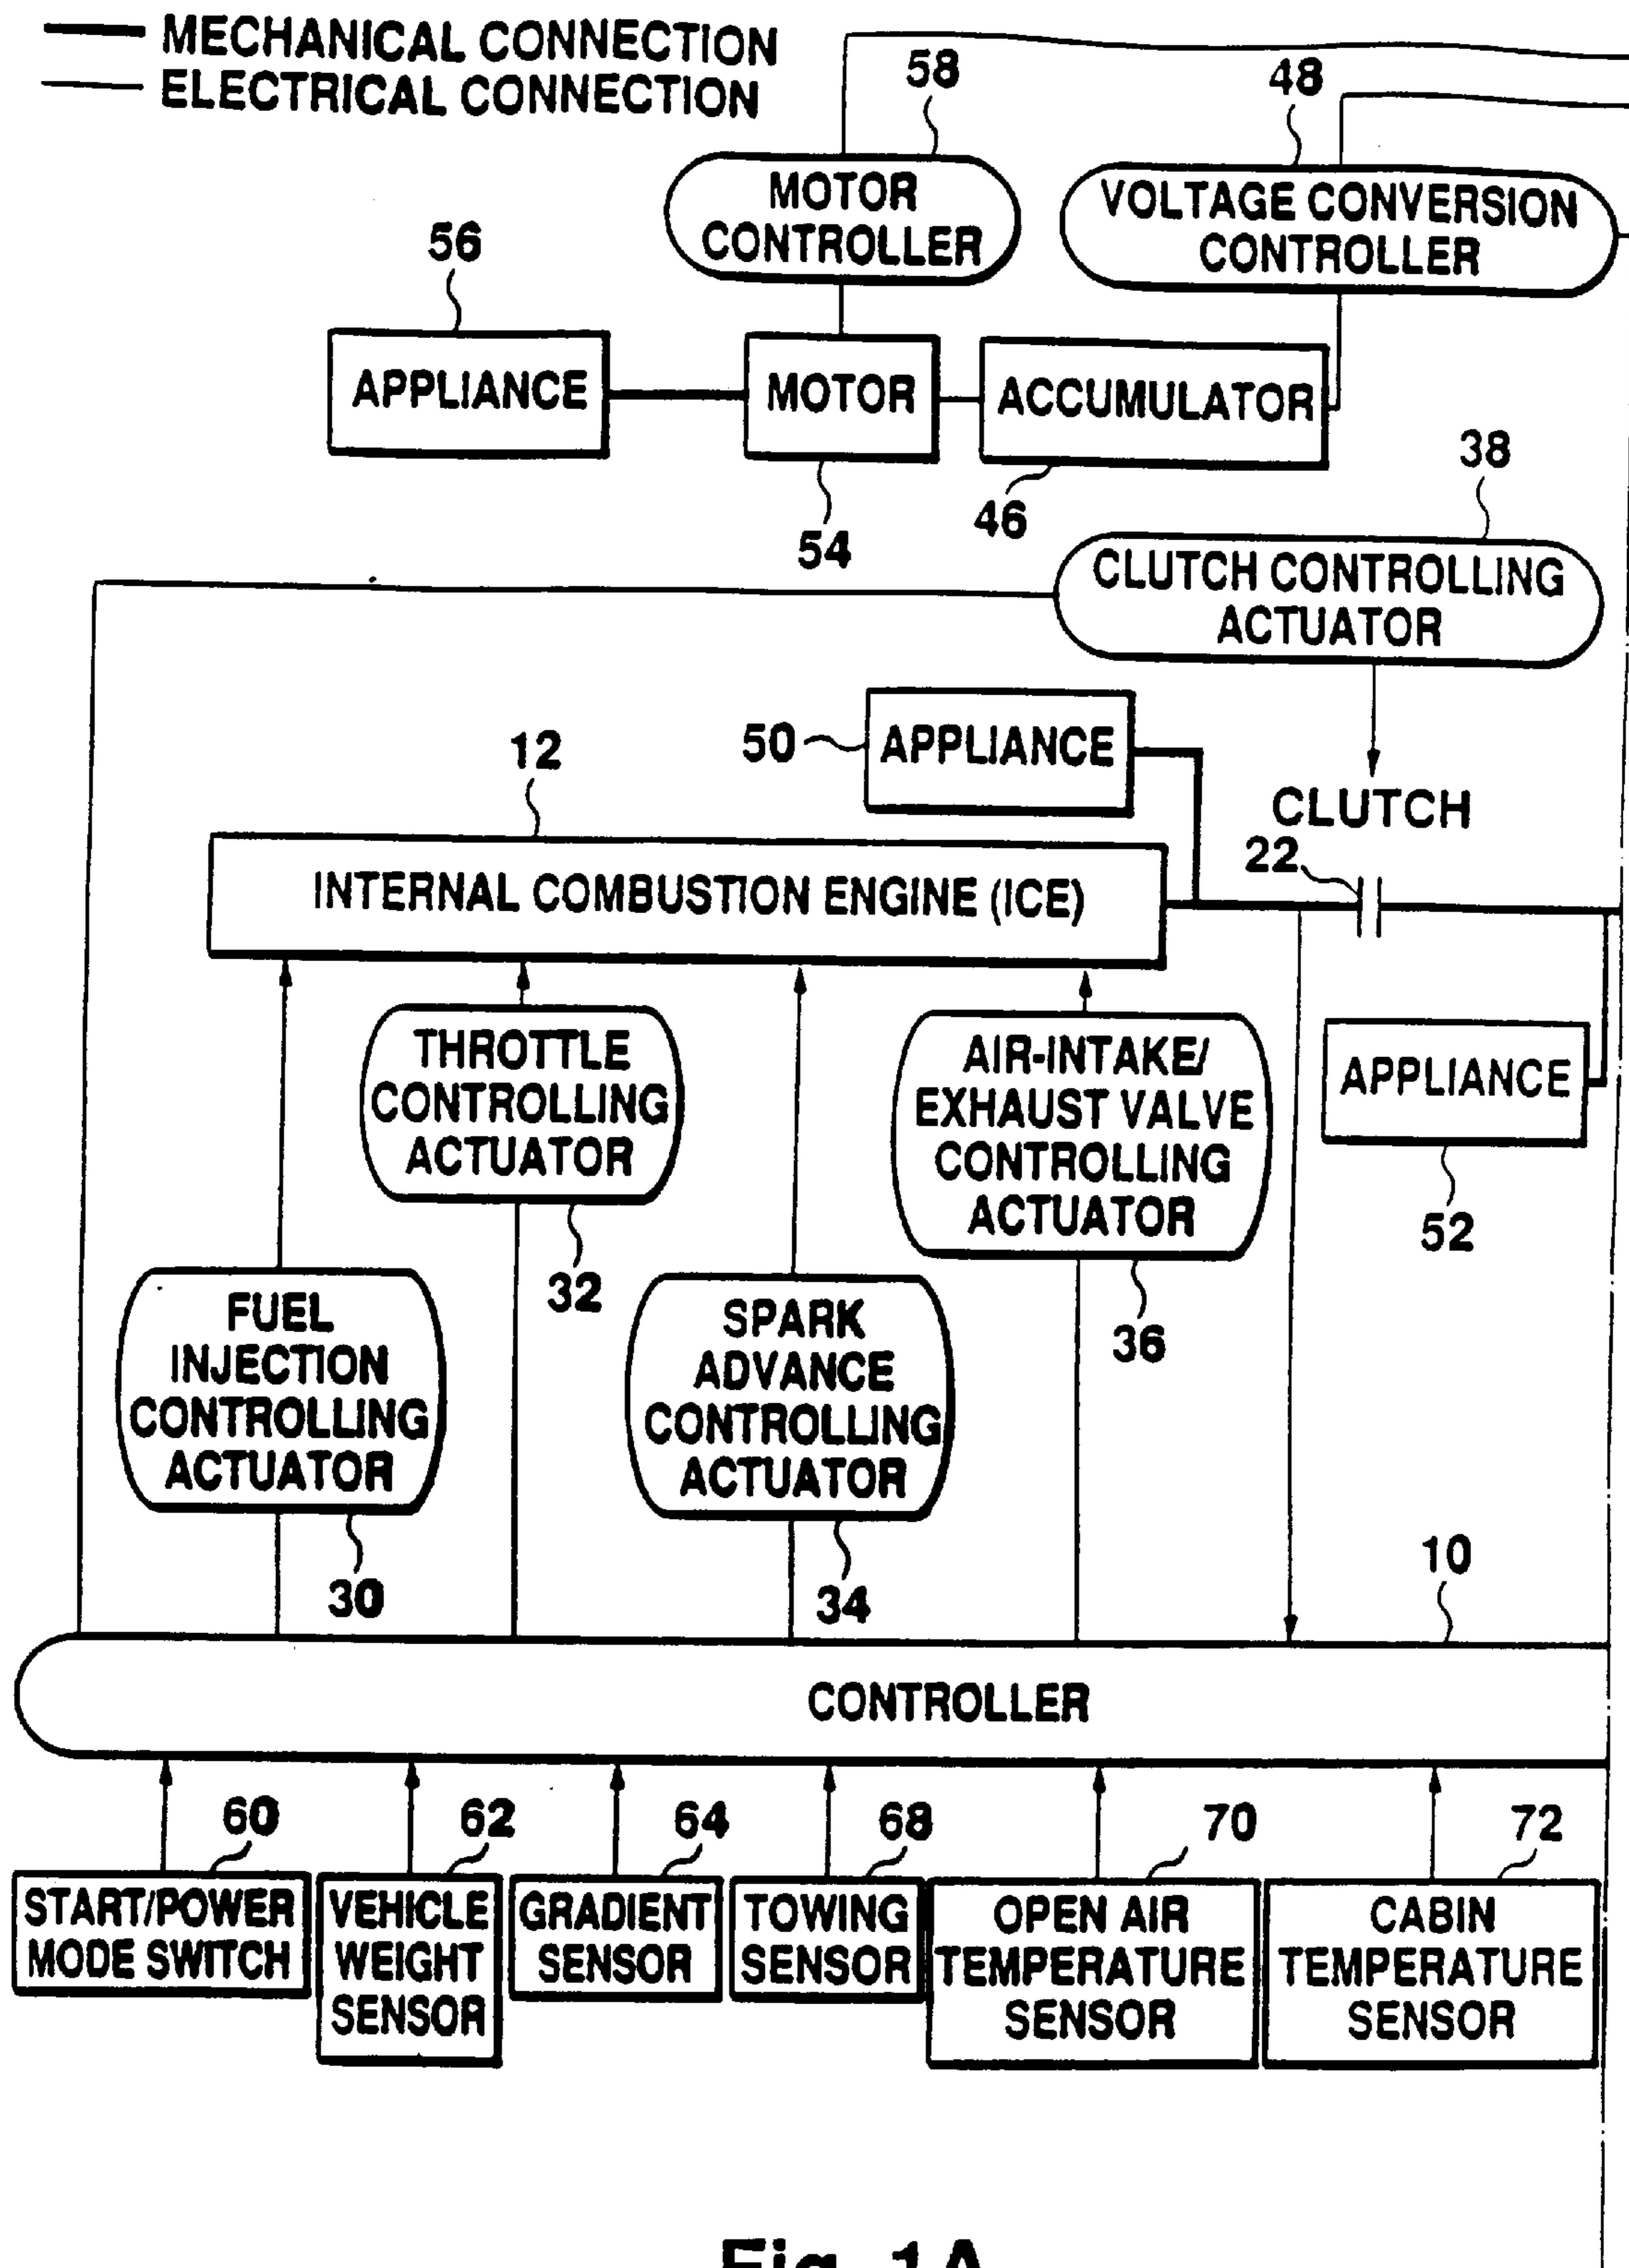 MECHANICAL CONNECTION
ELECTRICAL CONNECTION
58
48
MOTOR
CONTROLLER
VOLTAGE CONVERSION
CONTROLLER
56
APPLIANCE
MOTOR
ACCUMULATOR
54
46
38
CLUTCH CONTROLLING
ACTUATOR
50
APPLIANCE
12
CLUTCH
22
INTERNAL COMBUSTION ENGINE (ICE)
THROTTLE
CONTROLLING
ACTUATOR
32
AIR-INTAKE/
EXHAUST VALVE
CONTROLLING
ACTUATOR
36
APPLIANCE
52
FUEL
INJECTION
CONTROLLING
ACTUATOR
30
SPARK
ADVANCE
CONTROLLING
ACTUATOR
34
10
CONTROLLER
60
62
64
68
70
72
START/POWER
MODE SWITCH
VEHICLE
WEIGHT
SENSOR
GRADIENT
SENSOR
TOWING
SENSOR
OPEN AIR
TEMPERATURE
SENSOR
CABIN
TEMPERATURE
SENSOR
Fig. 1A